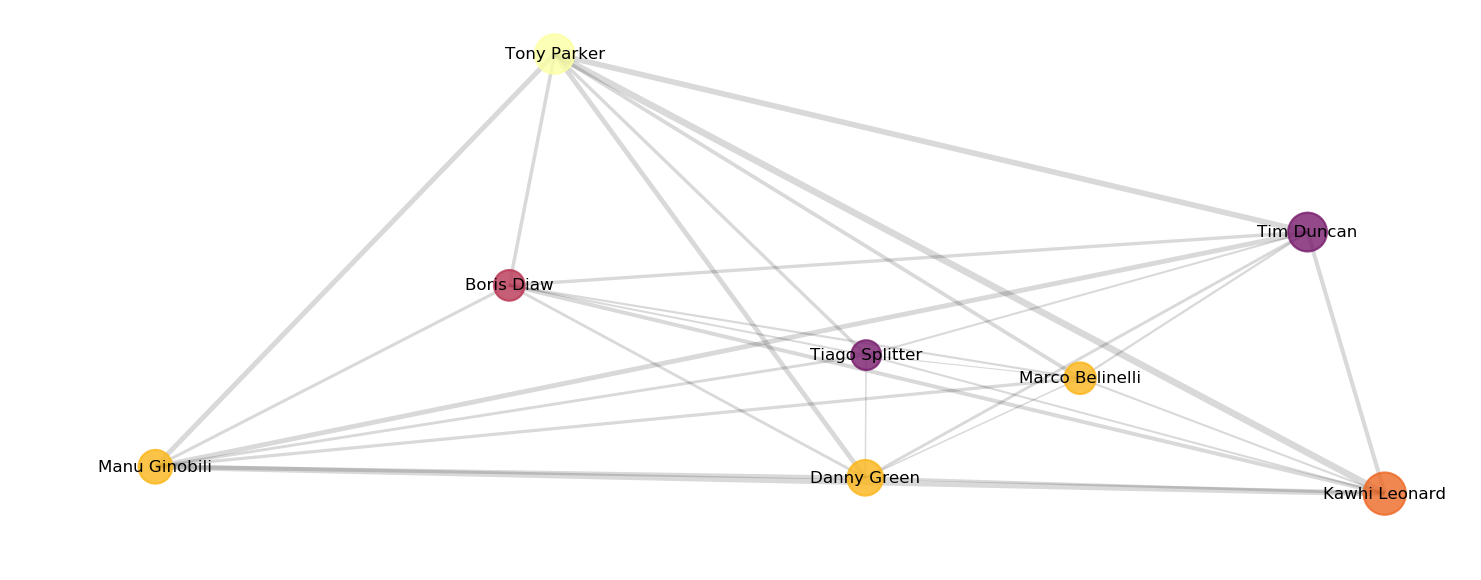 Tony Parker
Tim Duncan
Boris Diaw
Tiago Splitter
Marco Belinelli
Manu Ginobili
Danny Green
Kawhi Leonard